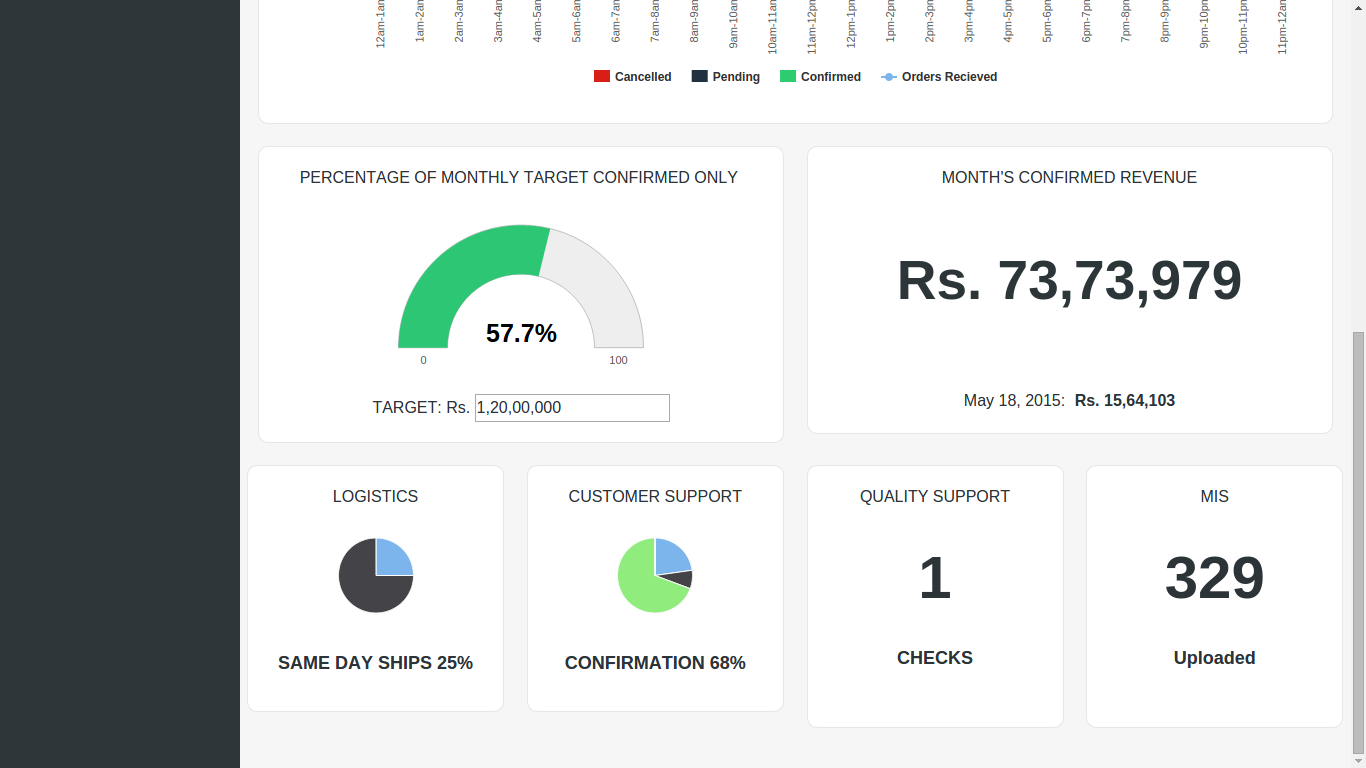 12am-1am
1am-2am
2am-3am
3am-4am
4am-5am
5am-6am
6am-7am
7am-8am
8am-9am
9am-10am
10am-11am
11am-12pm
12pm-1pm
1pm-2pm
2pm-3pm
3pm-4pm
4pm-5pm
5pm-6pm
6pm-7pm
7pm-8pm
8pm-9pm
9pm-10pm
10pm-11pm
11pm-12am
Cancelled Pending Confirmed Orders Recieved
PERCENTAGE OF MONTHLY TARGET CONFIRMED ONLY
57.7%
0 100
TARGET: Rs. 1,20,00,000
MONTH'S CONFIRMED REVENUE
Rs. 73,73,979
May 18, 2015: Rs. 15,64,103
LOGISTICS
SAME DAY SHIPS 25%
CUSTOMER SUPPORT
CONFIRMATION 68%
QUALITY SUPPORT
1
CHECKS
MIS
329
Uploaded